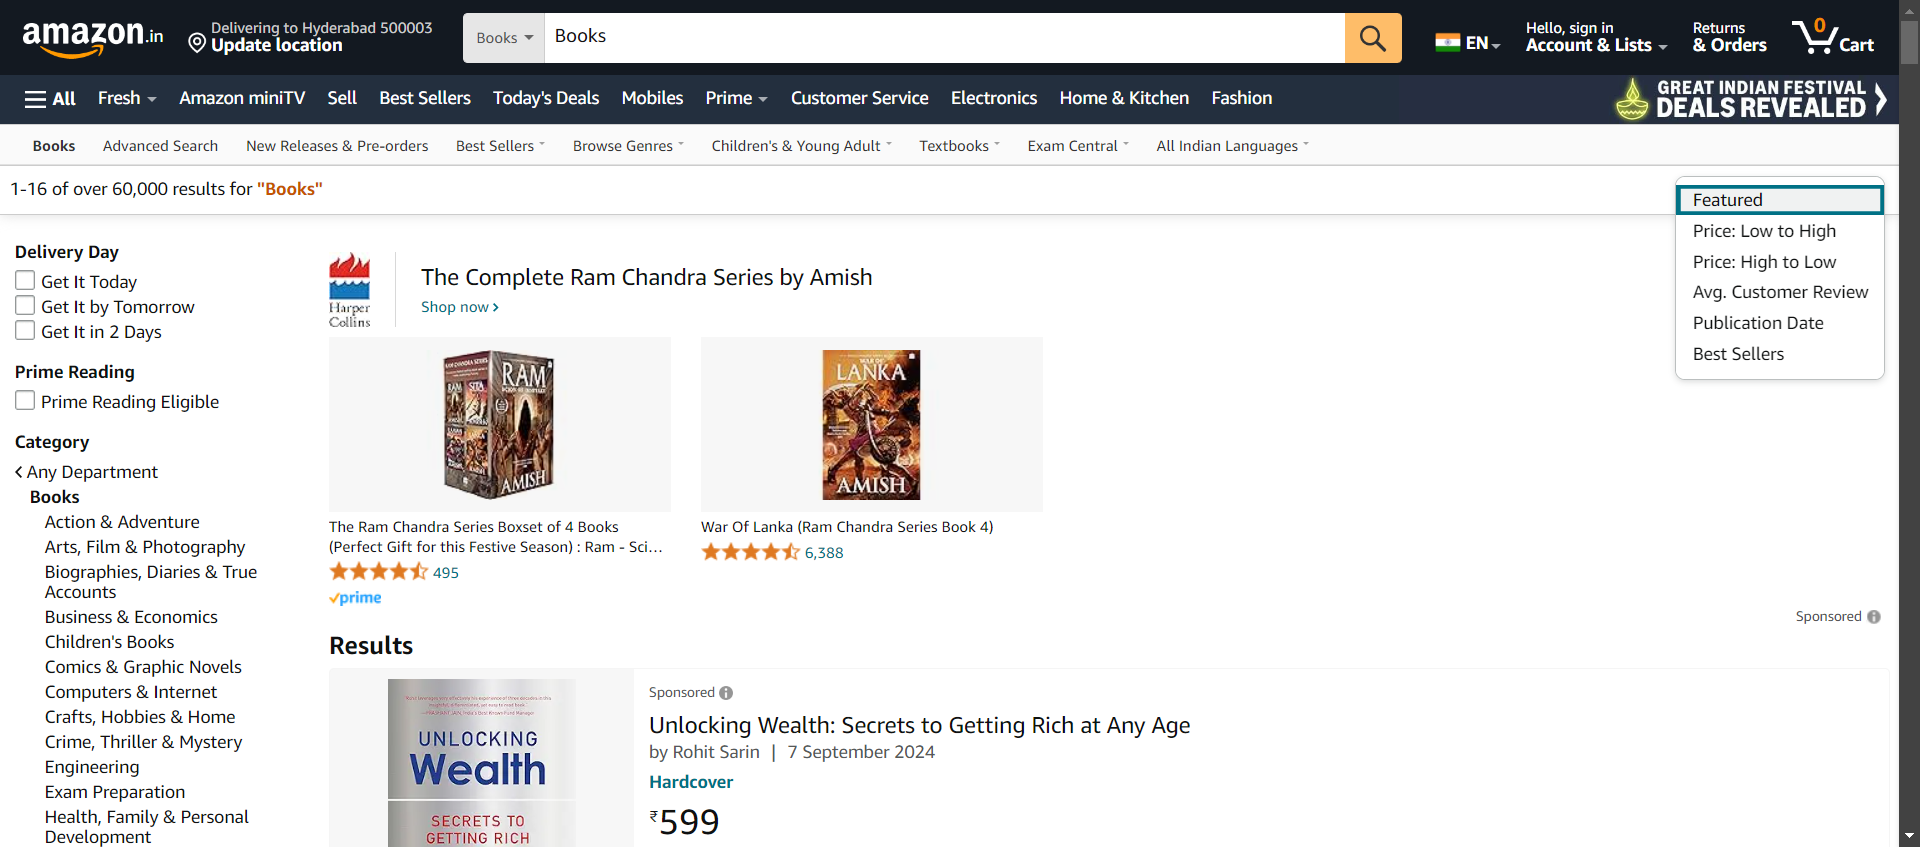 amazon.in
Delivering to Hyderabad 500003
Update location
Books
Books
EN
Hello, sign in
Account & Lists
Returns
& Orders
0
Cart
All
Fresh
Amazon miniTV
Sell
Best Sellers
Today's Deals
Mobiles
Prime
Customer Service
Electronics
Home & Kitchen
Fashion
GREAT INDIAN FESTIVAL
DEALS REVEALED
Books
Advanced Search
New Releases & Pre-orders
Best Sellers
Browse Genres
Children's & Young Adult
Textbooks
Exam Central
All Indian Languages
1-16 of over 60,000 results for "Books"
Featured
Price: Low to High
Price: High to Low
Avg. Customer Review
Publication Date
Best Sellers
Delivery Day
Get It Today
Get It by Tomorrow
Get It in 2 Days
Prime Reading
Prime Reading Eligible
Category
Any Department
Books
Action & Adventure
Arts, Film & Photography
Biographies, Diaries & True
Accounts
Business & Economics
Children's Books
Comics & Graphic Novels
Computers & Internet
Crafts, Hobbies & Home
Crime, Thriller & Mystery
Engineering
Exam Preparation
Health, Family & Personal
Development
Harper
Collins
The Complete Ram Chandra Series by Amish
Shop now
RAM CHANDRA SERIES
RAM
SITA
RAM
AMISH
WAR OF
LANKA
AMISH
The Ram Chandra Series Boxset of 4 Books
(Perfect Gift for this Festive Season) : Ram - Sci...
495
prime
War Of Lanka (Ram Chandra Series Book 4)
6,388
Sponsored
Results
UNLOCKING
Wealth
SECRETS TO
GETTING RICH
Sponsored
Unlocking Wealth: Secrets to Getting Rich at Any Age
by Rohit Sarin | 7 September 2024
Hardcover
₹599